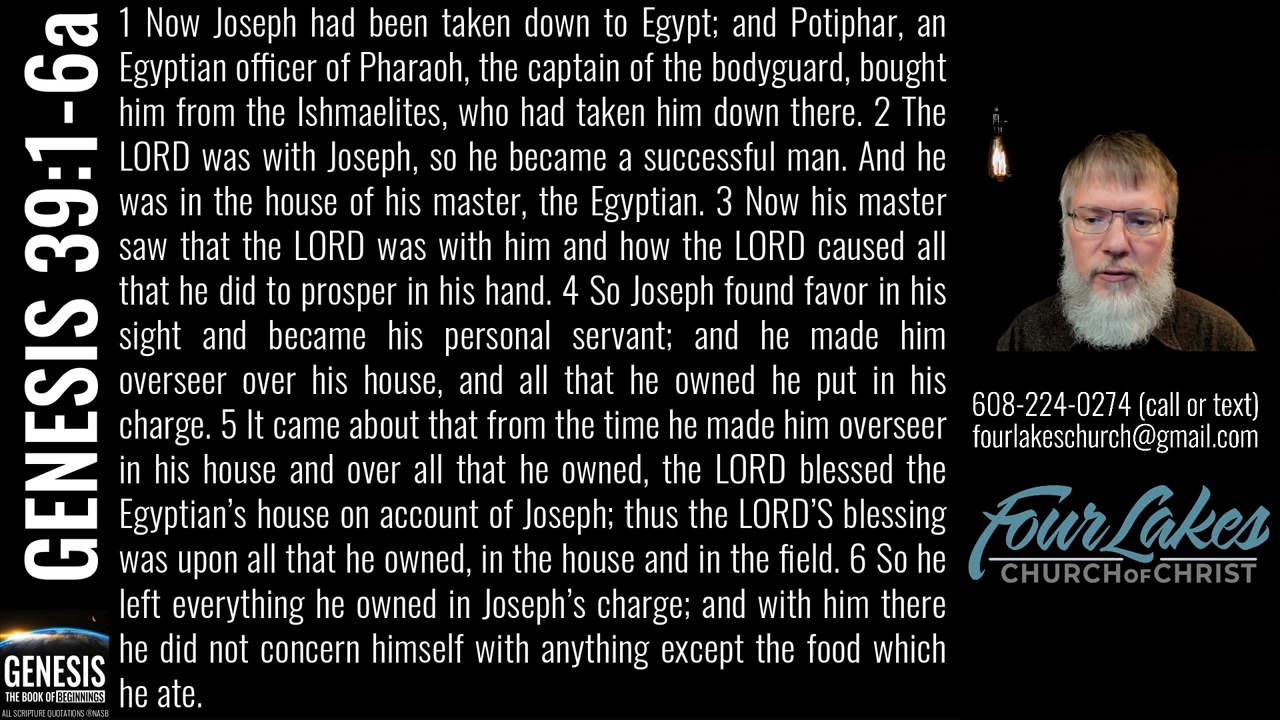 GENESIS 39:1-6a
1 Now Joseph had been taken down to Egypt; and Potiphar, an
Egyptian officer of Pharaoh, the captain of the bodyguard, bought
him from the Ishmaelites, who had taken him down there. 2 The
LORD was with Joseph, so he became a successful man. And he
was in the house of his master, the Egyptian. 3 Now his master
saw that the LORD was with him and how the LORD caused all
that he did to prosper in his hand. 4 So Joseph found favor in his
sight and became his personal servant; and he made him
overseer over his house, and all that he owned he put in his
charge. 5 It came about that from the time he made him overseer
in his house and over all that he owned, the LORD blessed the
Egyptian’s house on account of Joseph; thus the LORD’S blessing
was upon all that he owned, in the house and in the field. 6 So he
left everything he owned in Joseph’s charge; and with him there
he did not concern himself with anything except the food which
he ate.
GENESIS
THE BOOK OF BEGINNINGS
ALL SCRIPTURE QUOTATIONS ®NASB
608-224-0274 (call or text)
fourlakeschurch@gmail.com
Four Lakes
CHURCH OF CHRIST